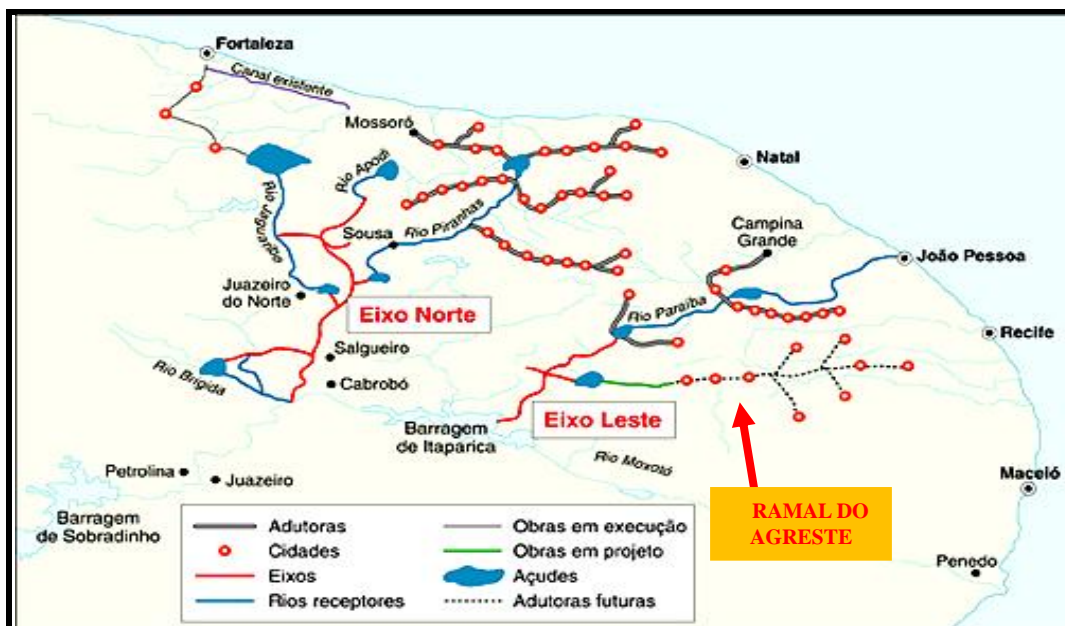 Fortaleza
Canal existente
Mossoró
Rio Apodi
Natal
Rio Jaguaribe
Rio Piranhas
Sousa
Campina
Grande
João Pessoa
Juazeiro
do Norte
Eixo Norte
Rio Paraíba
Recife
Salgueiro
Rio Brigida
Cabrobó
Eixo Leste
Barragem
de Itaparica
Rio Moxotó
Petrolina
Juazeiro
Maceió
Barragem
de Sobradinho
RAMAL DO
AGRESTE
Penedo
Adutoras
Cidades
Eixos
Rios receptores
Obras em execução
Obras em projeto
Açudes
Adutoras futuras